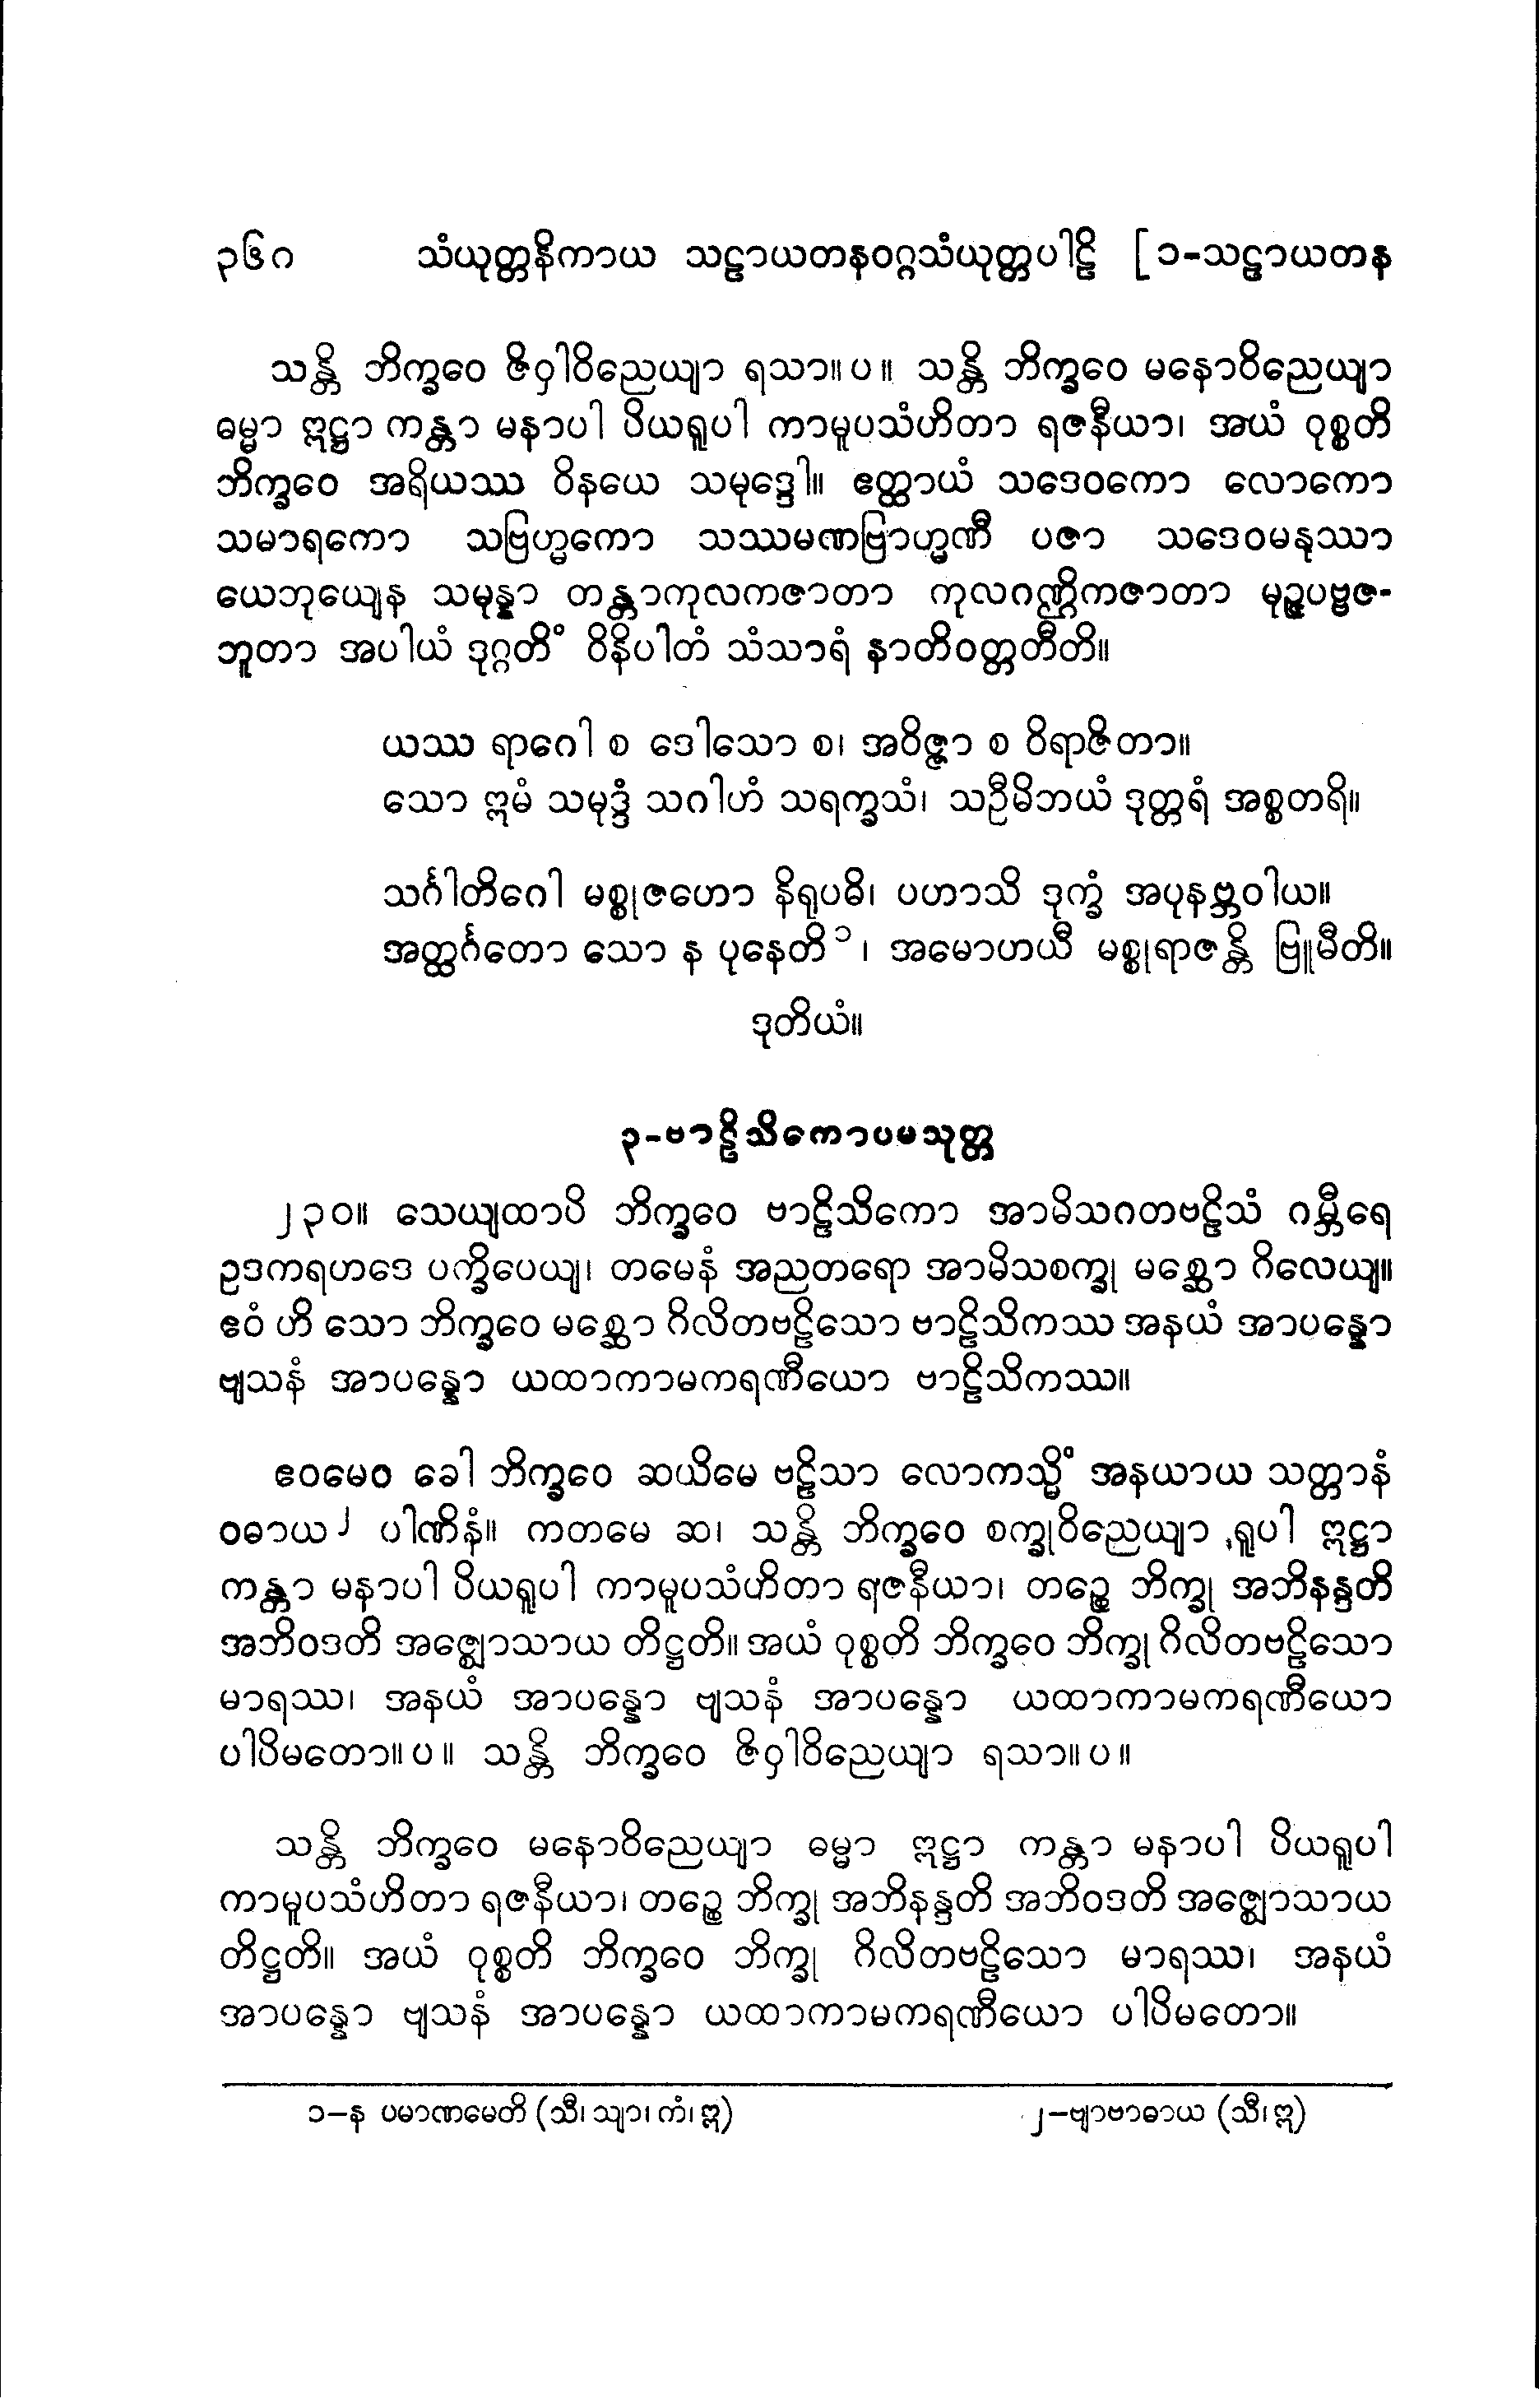 ၃၆ဂ သံယုတ္တနိကာယ သဠာယတနဝဂ္ဂသံယုတ္တပါဠိ [၁-သဠာယတန
သန္တိ ဘိက္ခဝေ ဇိဝှါဝိညေယျာ ရသာ။ပ။ သန္တိ ဘိက္ခဝေ မနောဝိညေယျာ
ဓမ္မာ ဣဋ္ဌာ ကန္တာ မနာပါ ပိယရူပါ ကာမူပသံဟိတာ ရဇနီယာ၊ အယံ ဝုစ္စတိ
ဘိက္ခဝေ အရိယဿ ဝိနယေ သမုဒ္ဒေါ။ ဧတ္ထာယံ သဒေဝကော လောကော
သမာရကော သဗြဟ္မကော သဿမဏဗြာဟ္မဏီ ပဇာ သဒေဝမနုဿာ
ယေဘုယျေန သမုန္နာ တန္တာကုလကဇာတာ ကုလဂဏ္ဌိကဇာတာ မုဉ္ဇပဗ္ဗဇ-
ဘူတာ အပါယံ ဒုဂ္ဂတိံ ဝိနိပါတံ သံသာရံ နာတိဝတ္တတီတိ။
ယဿ ရာဂေါ စ ဒေါသော စ၊ အဝိဇ္ဇာ စ ဝိရာဇိတာ။
သော ဣမံ သမုဒ္ဒံ သဂါဟံ သရက္ခသံ၊ သဦမိဘယံ ဒုတ္တရံ အစ္စတရိ။
သင်္ဂါတိဂေါ မစ္စုဇဟော နိရုပဓိ၊ ပဟာသိ ဒုက္ခံ အပုနဗ္ဘဝါယ။
အတ္ထင်္ဂတော သော န ပုနေတိ ၁၊ အမောဟယီ မစ္စုရာဇန္တိ ဗြူမီတိ။
ဒုတိယံ။
၃-ဗာဠိသိကောပမသုတ္တ
၂၃၀။ သေယျထာပိ ဘိက္ခဝေ ဗာဠိသိကော အာမိသဂတဗဠိသံ ဂမ္ဘီရေ
ဥဒကရဟဒေ ပက္ခိပေယျ၊ တမေနံ အညတရော အာမိသစက္ခု မစ္ဆော ဂိလေယျ။
ဧဝံ ဟိ သော ဘိက္ခဝေ မစ္ဆော ဂိလိတဗဠိသော ဗာဠိသိကဿ အနယံ အာပန္နော
ဗျသနံ အာပန္နော ယထာကာမကရဏီယော ဗာဠိသိကဿ။
ဧဝမေဝ ခေါ ဘိက္ခဝေ ဆယိမေ ဗဠိသာ လောကသ္မိံ အနယာယ သတ္တာနံ
ဝဓာယ ၂ ပါဏိနံ။ ကတမေ ဆ၊ သန္တိ ဘိက္ခဝေ စက္ခုဝိညေယျာ ရူပါ ဣဋ္ဌာ
ကန္တာ မနာပါ ပိယရူပါ ကာမူပသံဟိတာ ရဇနီယာ၊ တဉ္စေ ဘိက္ခု အဘိနန္ဒတိ
အဘိဝဒတိ အဇ္ဈောသာယ တိဋ္ဌတိ။ အယံ ဝုစ္စတိ ဘိက္ခဝေ ဘိက္ခု ဂိလိတဗဠိသော
မာရဿ၊ အနယံ အာပန္နော ဗျသနံ အာပန္နော ယထာကာမကရဏီယော
ပါပိမတော။ပ။ သန္တိ ဘိက္ခဝေ ဇိဝှါဝိညေယျာ ရသာ။ပ။
သန္တိ ဘိက္ခဝေ မနောဝိညေယျာ ဓမ္မာ ဣဋ္ဌာ ကန္တာ မနာပါ ပိယရူပါ
ကာမူပသံဟိတာ ရဇနီယာ၊ တဉ္စေ ဘိက္ခု အဘိနန္ဒတိ အဘိဝဒတိ အဇ္ဈောသာယ
တိဋ္ဌတိ။ အယံ ဝုစ္စတိ ဘိက္ခဝေ ဘိက္ခု ဂိလိတဗဠိသော မာရဿ၊ အနယံ
အာပန္နော ဗျသနံ အာပန္နော ယထာကာမကရဏီယော ပါပိမတော။
၁-န ပမာဏမေတိ (သီ၊ သျာ၊ ကံ၊ ဣ) ၂-ဗျာဗာဓာယ (သီ၊ ဣ)